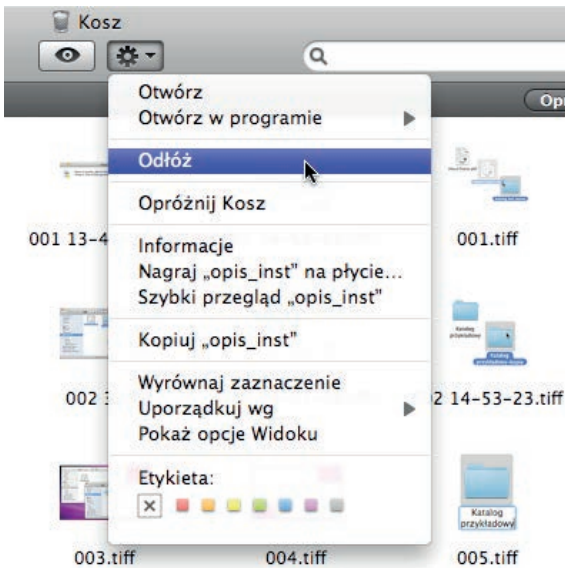 Kosz
Opr
Otwórz
Otwórz w programie
Odłóż
Opróżnij Kosz
Informacje
Nagraj „opis_inst” na płycie...
Szybki przegląd „opis_inst”
Kopiuj „opis_inst”
Wyrównaj zaznaczenie
Uporządkuj wg
Pokaż opcje Widoku
Etykieta:
001 13-4
001.tiff
002
2 14-53-23.tiff
Katalog
przykładowy
003.tiff
004.tiff
005.tiff